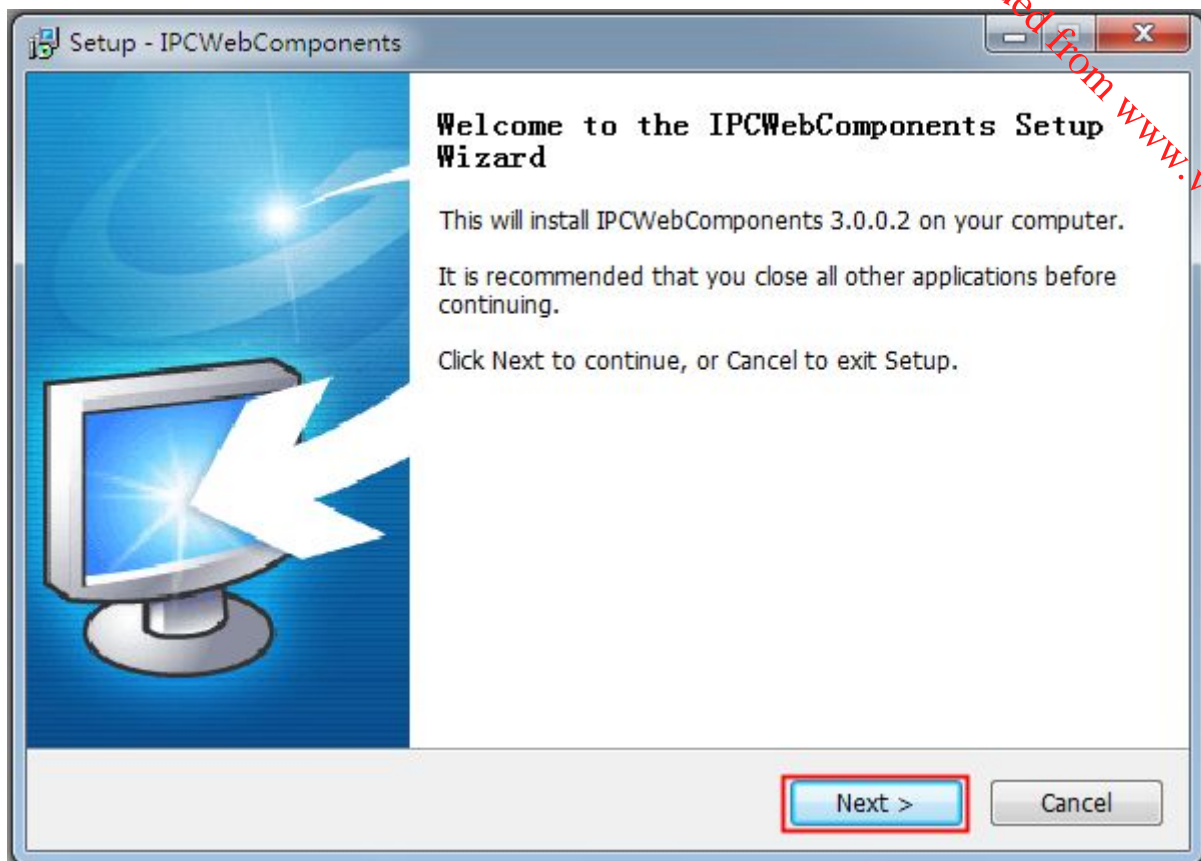 Setup - IPCWebComponents
from www.
Welcome to the IPCWebComponents Setup
Wizard
This will install IPCWebComponents 3.0.0.2 on your computer.
It is recommended that you close all other applications before
continuing.
Click Next to continue, or Cancel to exit Setup.
Next >
Cancel